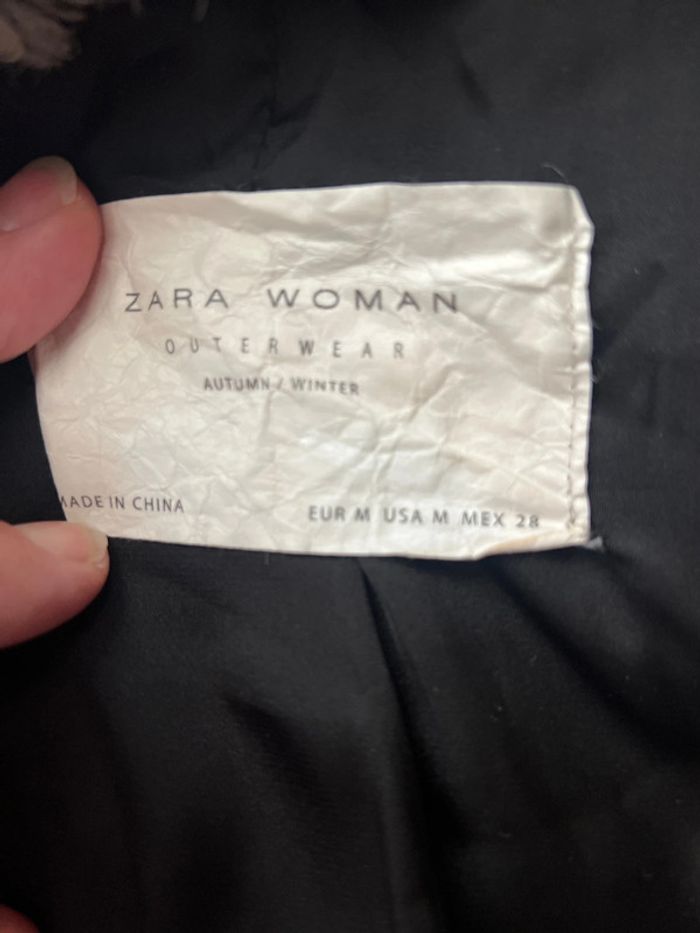 ZARA WOMAN
OUTERWEAR
AUTUMN / WINTER
MADE IN CHINA
EUR M USA M MEX 28